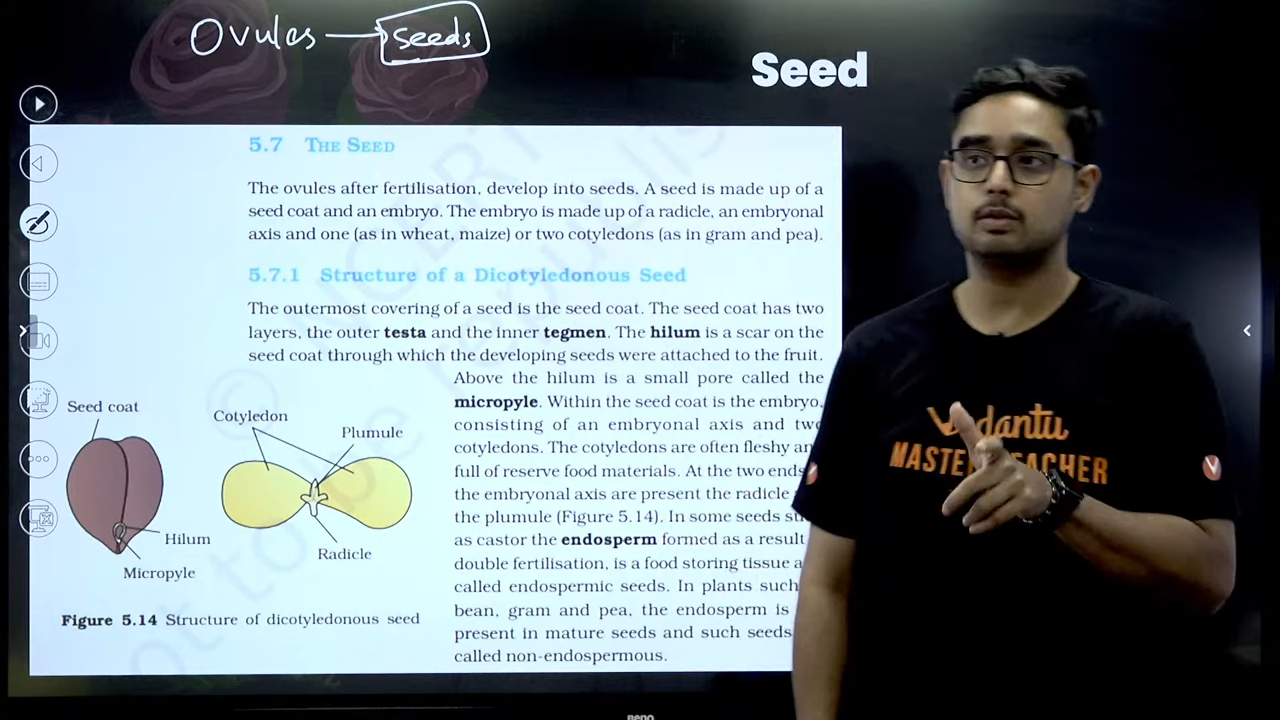 Ovules → seeds
Seed
5.7 THE SEED
The ovules after fertilisation, develop into seeds. A seed is made up of a
seed coat and an embryo. The embryo is made up of a radicle, an embryonal
axis and one (as in wheat, maize) or two cotyledons (as in gram and pea).
5.7.1 Structure of a Dicotyledonous Seed
The outermost covering of a seed is the seed coat. The seed coat has two
layers, the outer testa and the inner tegmen. The hilum is a scar on the
seed coat through which the developing seeds were attached to the fruit.
Above the hilum is a small pore called the
micropyle. Within the seed coat is the embryo,
consisting of an embryonal axis and two
cotyledons. The cotyledons are often fleshy an
full of reserve food materials. At the two ends
the embryonal axis are present the radicle
the plumule (Figure 5.14). In some seeds su
as castor the endosperm formed as a result
double fertilisation, is a food storing tissue a
called endospermic seeds. In plants such
bean, gram and pea, the endosperm is
present in mature seeds and such seeds
called non-endospermous.
Seed coat
Cotyledon
Plumule
Hilum
Radicle
Micropyle
Figure 5.14 Structure of dicotyledonous seed
Vedantu
MASTER TEACHER
V
BenQ